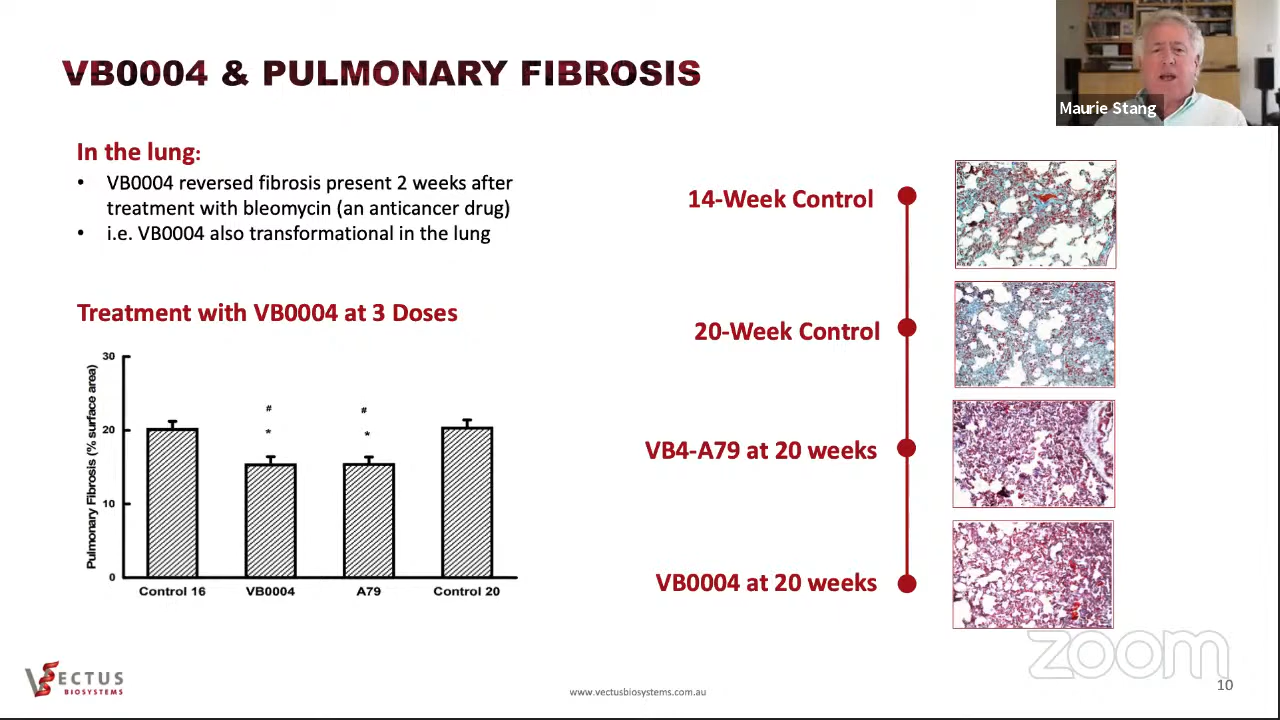 VB0004 & PULMONARY FIBROSIS
Maurie Stang
In the lung:
• VB0004 reversed fibrosis present 2 weeks after
treatment with bleomycin (an anticancer drug)
• i.e. VB0004 also transformational in the lung
Treatment with VB0004 at 3 Doses
Pulmonary Fibrosis (% surface area)
30
20
10
0
# #
* *
Control 16 VB0004 A79 Control 20
14-Week Control
20-Week Control
VB4-A79 at 20 weeks
VB0004 at 20 weeks
VECTUS
BIOSYSTEMS
www.vectusbiosystems.com.au
zoom
10